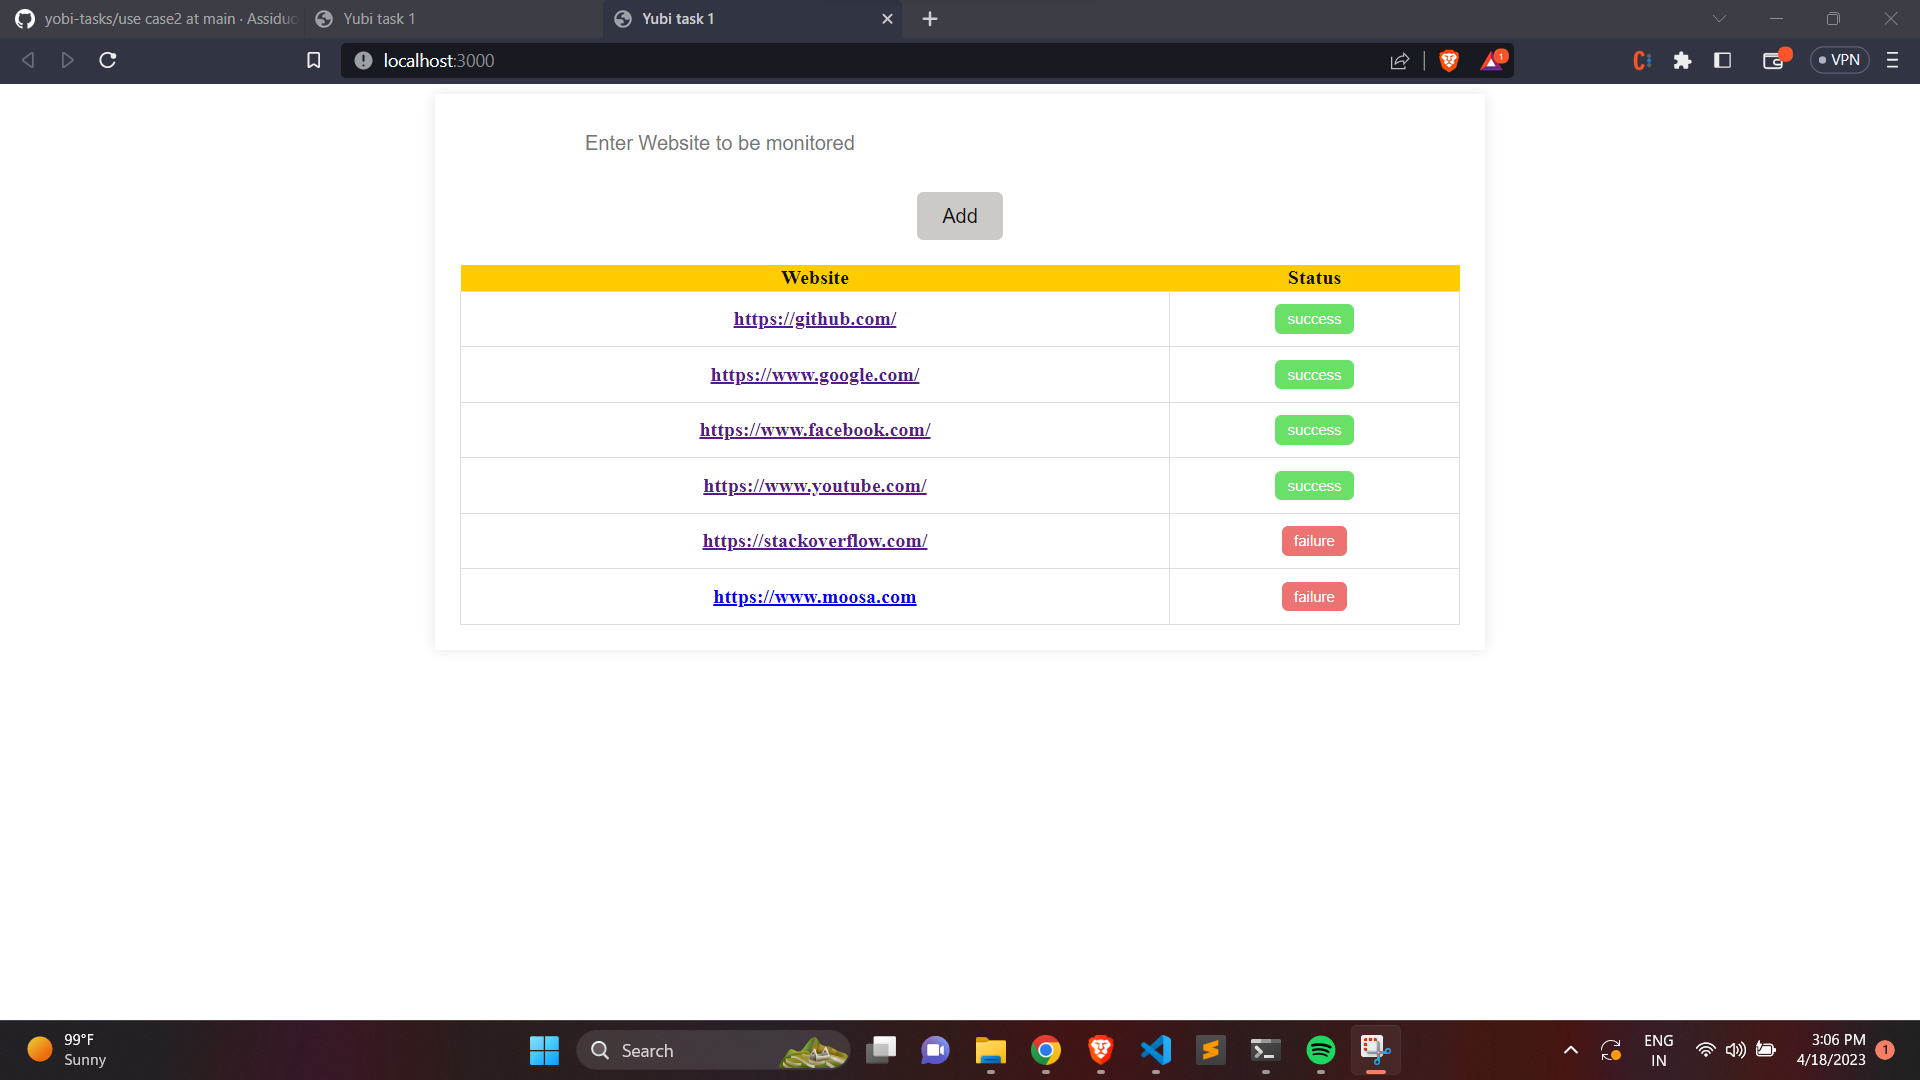 yobi-tasks/use case2 at main · Assiduo
Yubi task 1
Yubi task 1
localhost:3000
1
VPN
Enter Website to be monitored
Add
Website Status
https://github.com/ success
https://www.google.com/ success
https://www.facebook.com/ success
https://www.youtube.com/ success
https://stackoverflow.com/ failure
https://www.moosa.com failure
99°F
Sunny
Search
ENG
IN
3:06 PM
4/18/2023
1